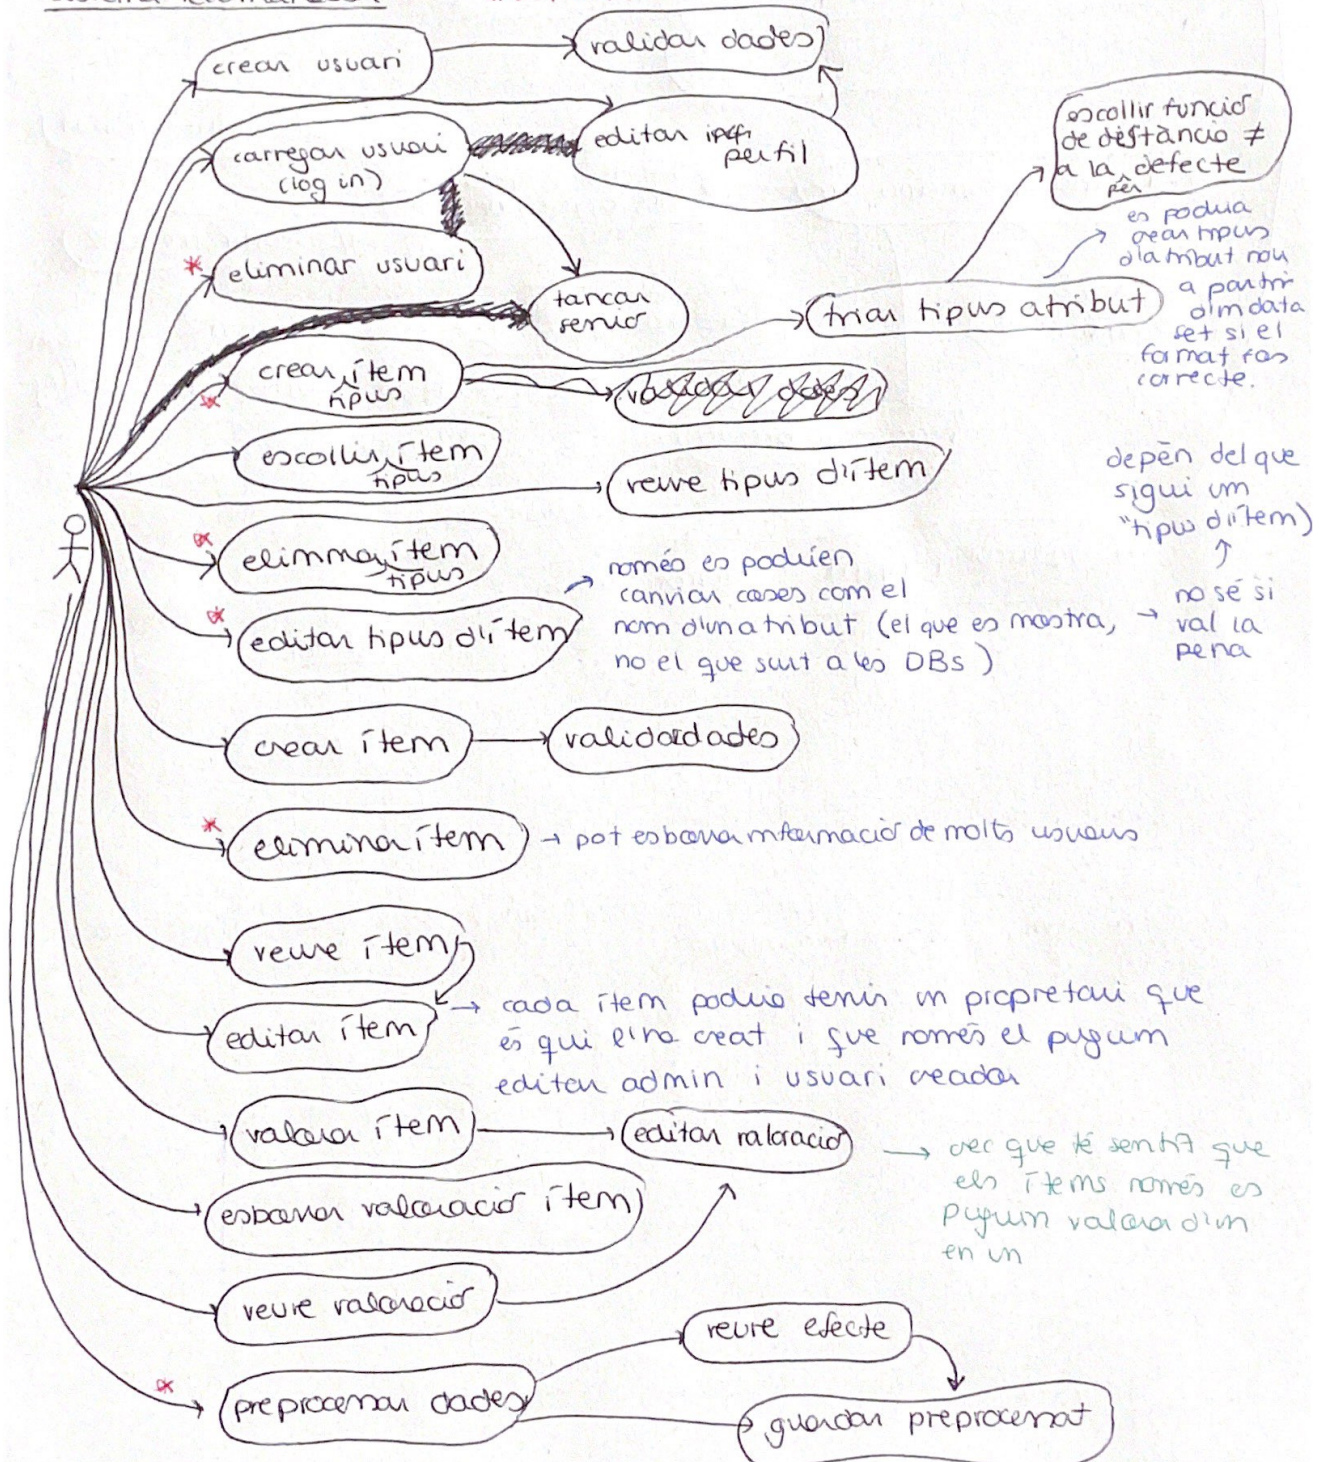 crear usuari
validar dades
carregar usuari
(log in)
editar
perfil
escollir funció
de distància ≠
a la per defecte
es podria
crear tipus
d'atribut nou
a partir
d'un data
set si el
format fos
correcte.
* eliminar usuari
tancar
sessió
triar tipus atribut
crear tipus ítem
escollir tipus ítem
veure tipus d'ítem
depèn del que
sigui un
"tipus d'ítem)
eliminar tipus ítem
només es podrien
canviar coses com el
nom d'un atribut (el que es mostra,
no el que surt a les DBs)
no sé si
val la
pena
editar tipus d'ítem
crear ítem
validar dades
* eliminar ítem
→ pot esborrar informació de molts usuaris
veure ítem
editar ítem
→ cada ítem podria tenir un propietari que
és qui l'ha creat i que només el puguin
editar admin i usuari creador
valorar ítem
editar valoració
→ crec que té sentit que
els ítems només es
puguin valorar d'un
en un
esborrar valoració ítem
veure valoració
veure efecte
* preprocessar dades
guardar preprocessat